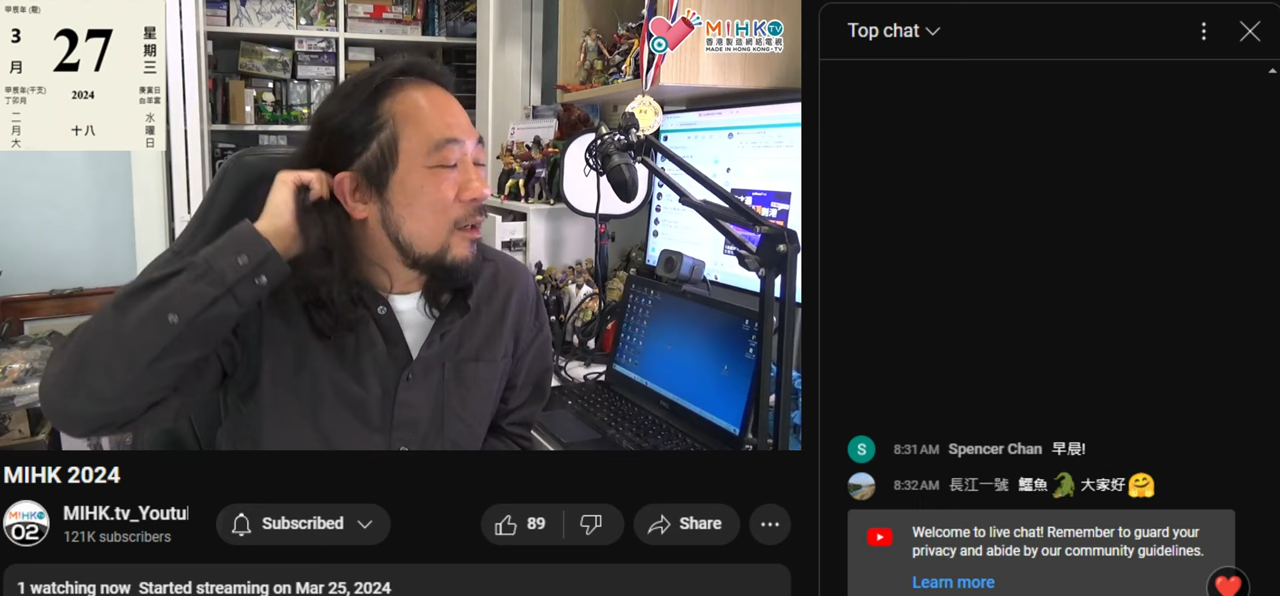 甲辰年(龍)
3
月
27
星期三
甲辰年(干支)
丁卯月
2024
庚寅日
白羊宮
二月大
十八
水曜日
MIHK TV
香港製造網絡電視
MADE IN HONG KONG - TV
MIHK 2024
MIHK TV
02
MIHK.tv_Youtu
121K subscribers
Subscribed
89
Share
1 watching now Started streaming on Mar 25, 2024
Top chat
S 8:31 AM Spencer Chan 早晨!
8:32 AM 長江一號 鱷魚🐊大家好🤗
Welcome to live chat! Remember to guard your
privacy and abide by our community guidelines.
Learn more